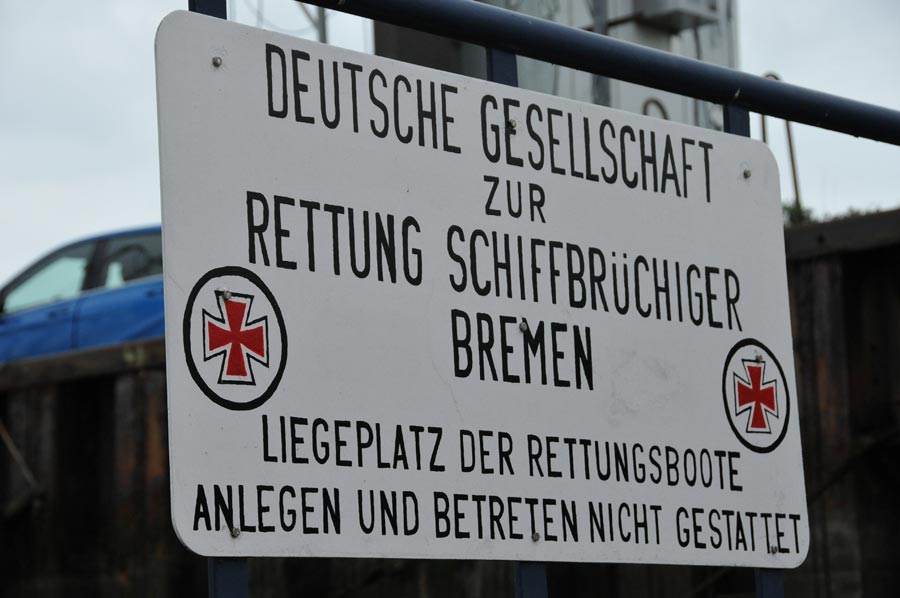 DEUTSCHE GESELLSCHAFT
ZUR
RETTUNG SCHIFFBRüCHIGER
BREMEN
LIEGEPLATZ DER RETTUNGSBOOTE
ANLEGEN UND BETRETEN NICHT GESTATTET